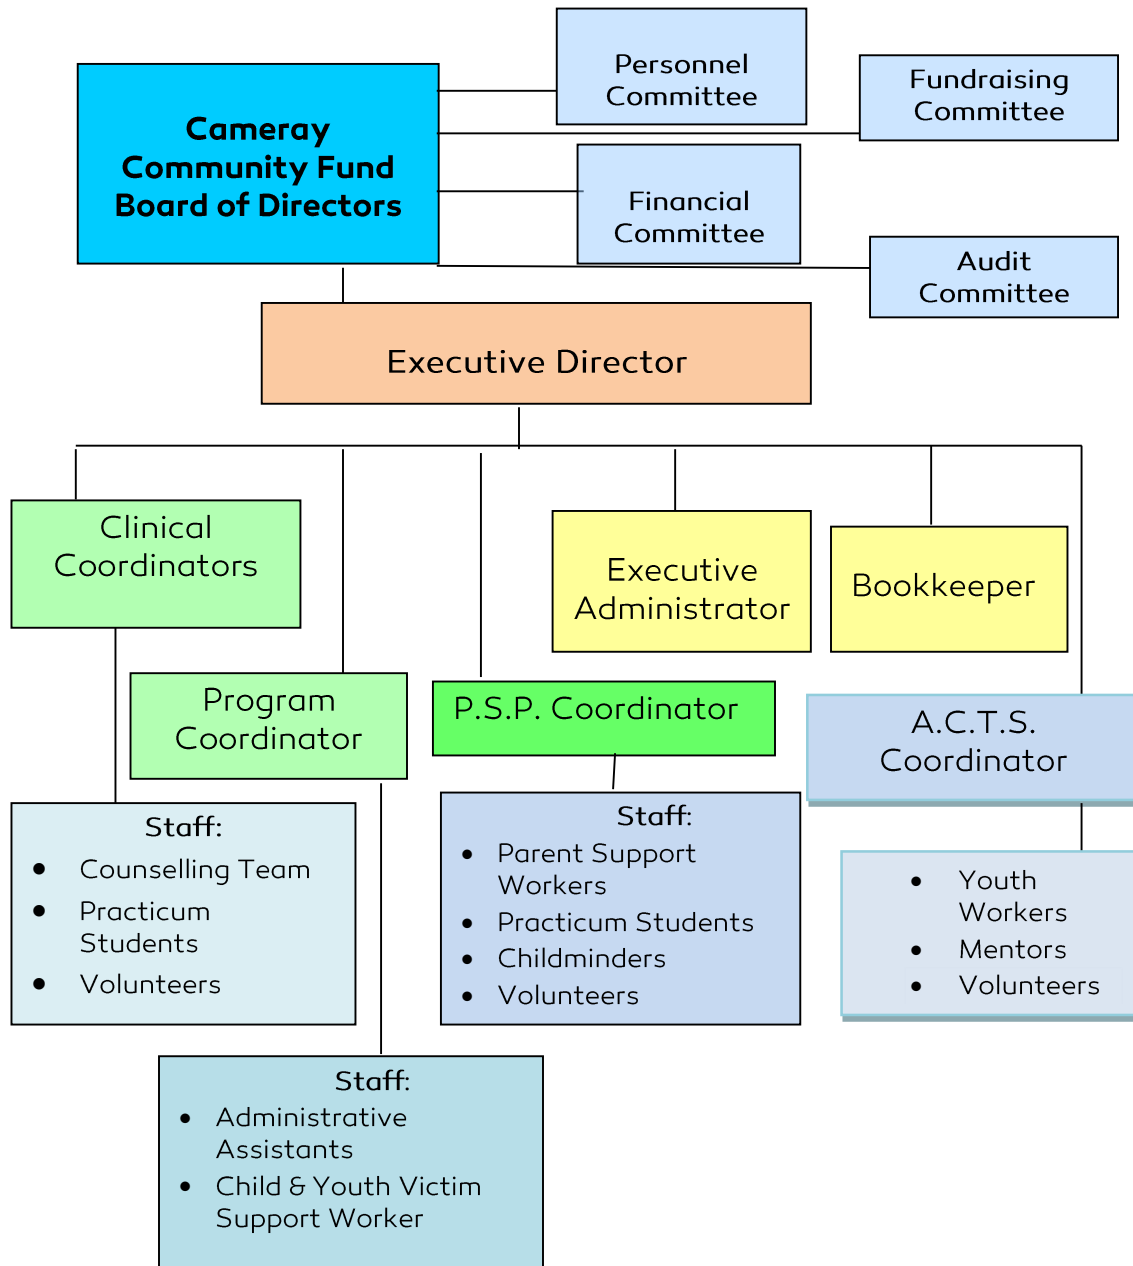 Personnel
Committee
Fundraising
Committee
Cameray
Community Fund
Board of Directors
Financial
Committee
Audit
Committee
Executive Director
Clinical
Coordinators
Executive
Administrator
Bookkeeper
Program
Coordinator
P.S.P. Coordinator
A.C.T.S.
Coordinator
Staff:
● Counselling Team
● Practicum
Students
● Volunteers
Staff:
● Parent Support
Workers
● Practicum Students
● Childminders
● Volunteers
● Youth
Workers
● Mentors
● Volunteers
Staff:
● Administrative
Assistants
● Child & Youth Victim
Support Worker